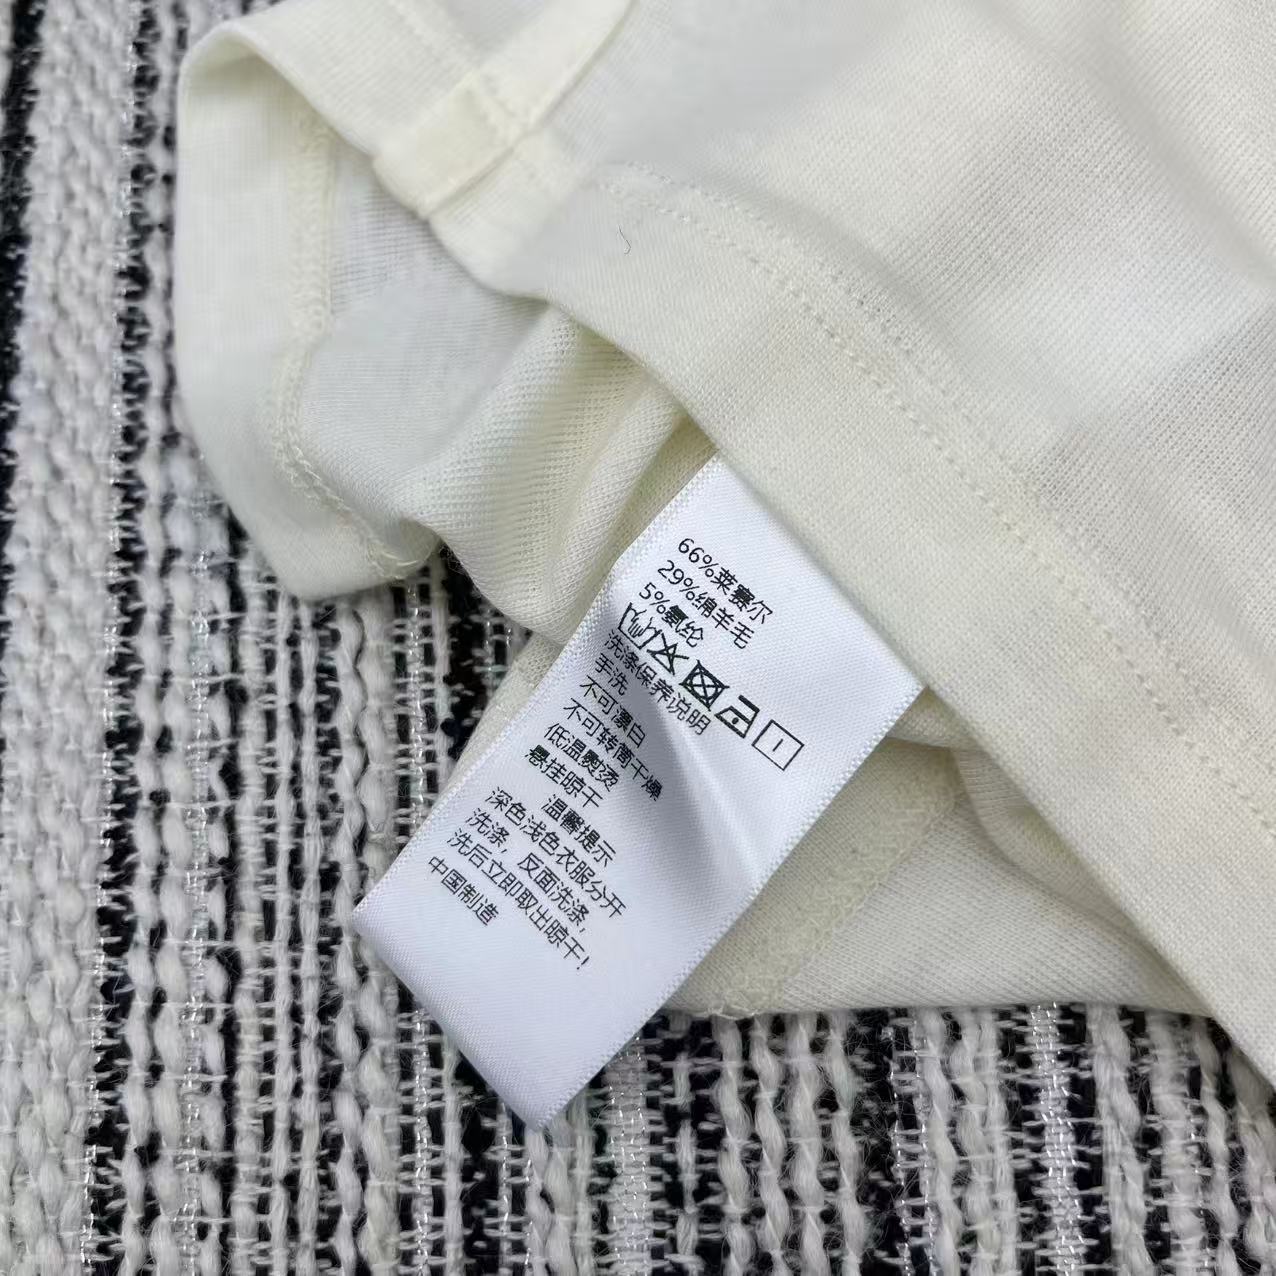 66%莱赛尔
29%绵羊毛
5%氨纶
洗涤保养说明
手洗
不可漂白
不可转筒干燥
低温熨烫
悬挂晾干
温馨提示
深色,浅色衣服分开
洗涤，反面洗涤，
洗后立即取出晾干!
中国制造